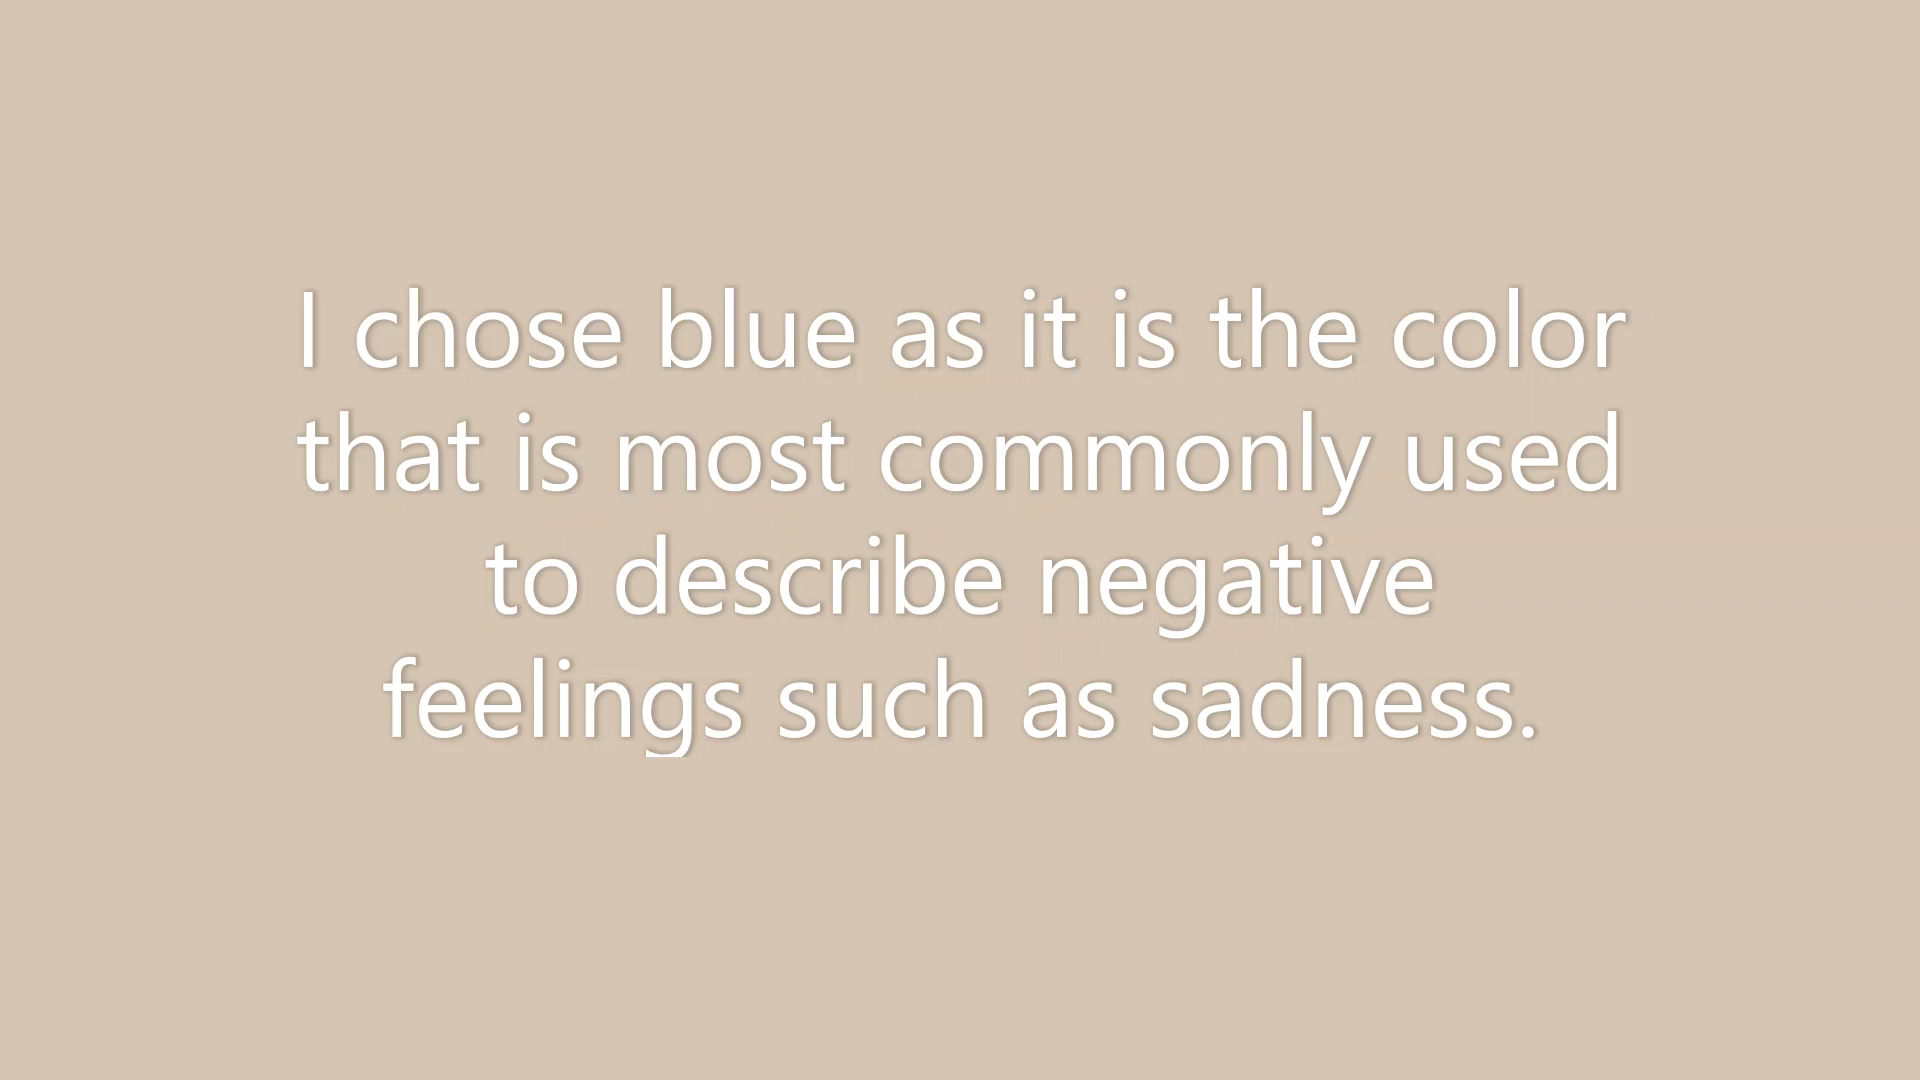 I chose blue as it is the color
that is most commonly used
to describe negative
feelings such as sadness.